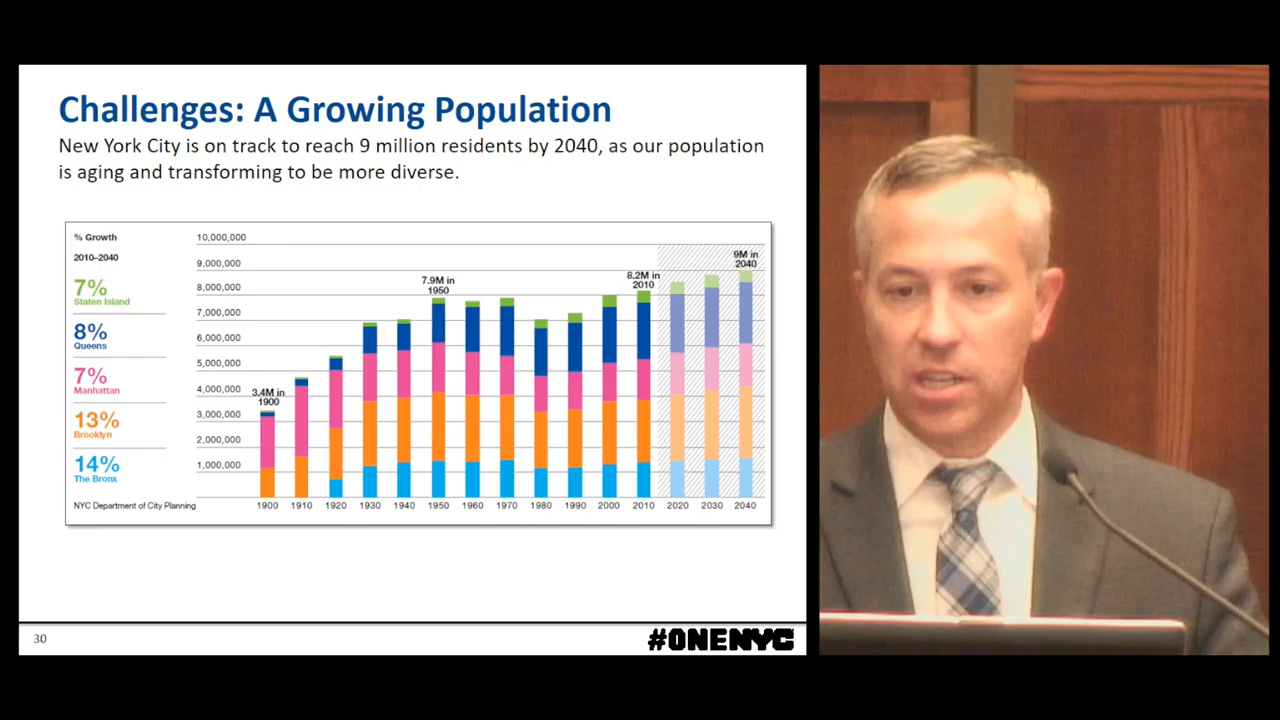 Challenges: A Growing Population
New York City is on track to reach 9 million residents by 2040, as our population
is aging and transforming to be more diverse.
% Growth
2010–2040
7%
Staten Island
8%
Queens
7%
Manhattan
13%
Brooklyn
14%
The Bronx
NYC Department of City Planning
10,000,000
9,000,000
8,000,000
7,000,000
6,000,000
5,000,000
4,000,000
3,000,000
2,000,000
1,000,000
3.4M in
1900
7.9M in
1950
8.2M in
2010
9M in
2040
1900 1910 1920 1930 1940 1950 1960 1970 1980 1990 2000 2010 2020 2030 2040
30
#ONENYC